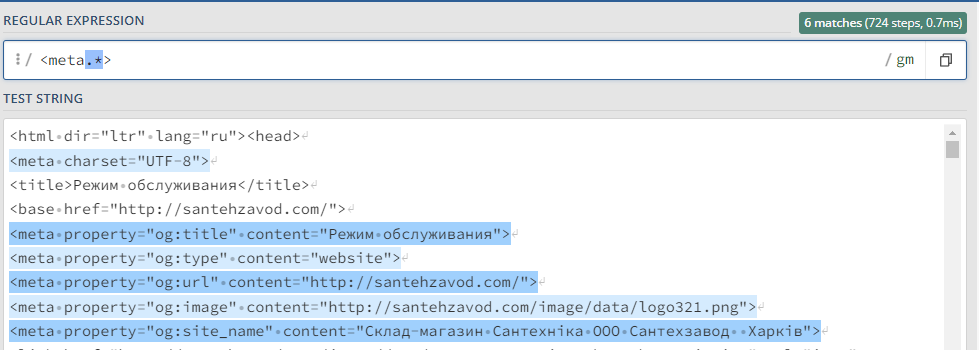 REGULAR EXPRESSION
6 matches (724 steps, 0.7ms)
/ <meta.*>
/ gm
TEST STRING
<html dir="ltr" lang="ru"><head>
<meta charset="UTF-8">
<title>Режим обслуживания</title>
<base href="http://santehzavod.com/">
<meta property="og:title" content="Режим обслуживания">
<meta property="og:type" content="website">
<meta property="og:url" content="http://santehzavod.com/">
<meta property="og:image" content="http://santehzavod.com/image/data/logo321.png">
<meta property="og:site_name" content="Склад-магазин Сантехніка ООО Сантехзавод  Харків">